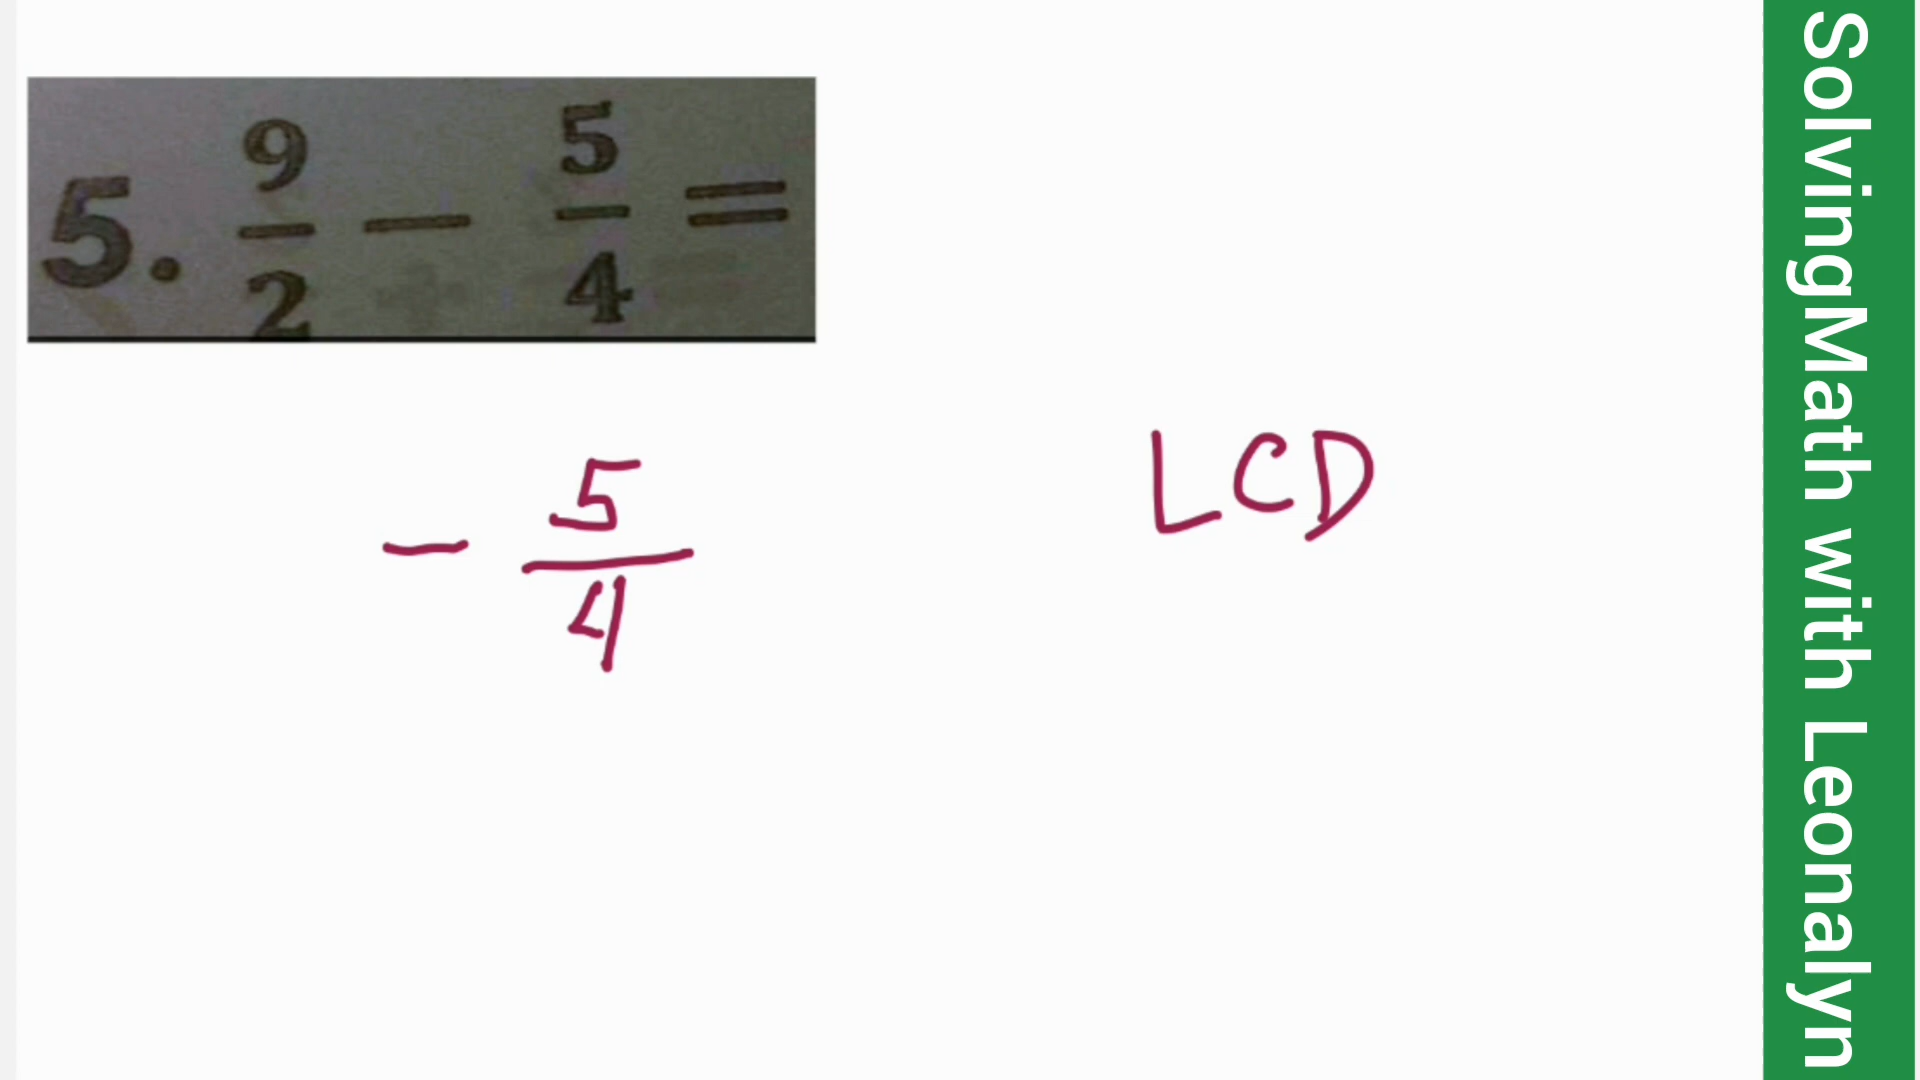 5. 9/2 — 5/4 =
— 5/4
LCD
SolvingMath with Leonalyn